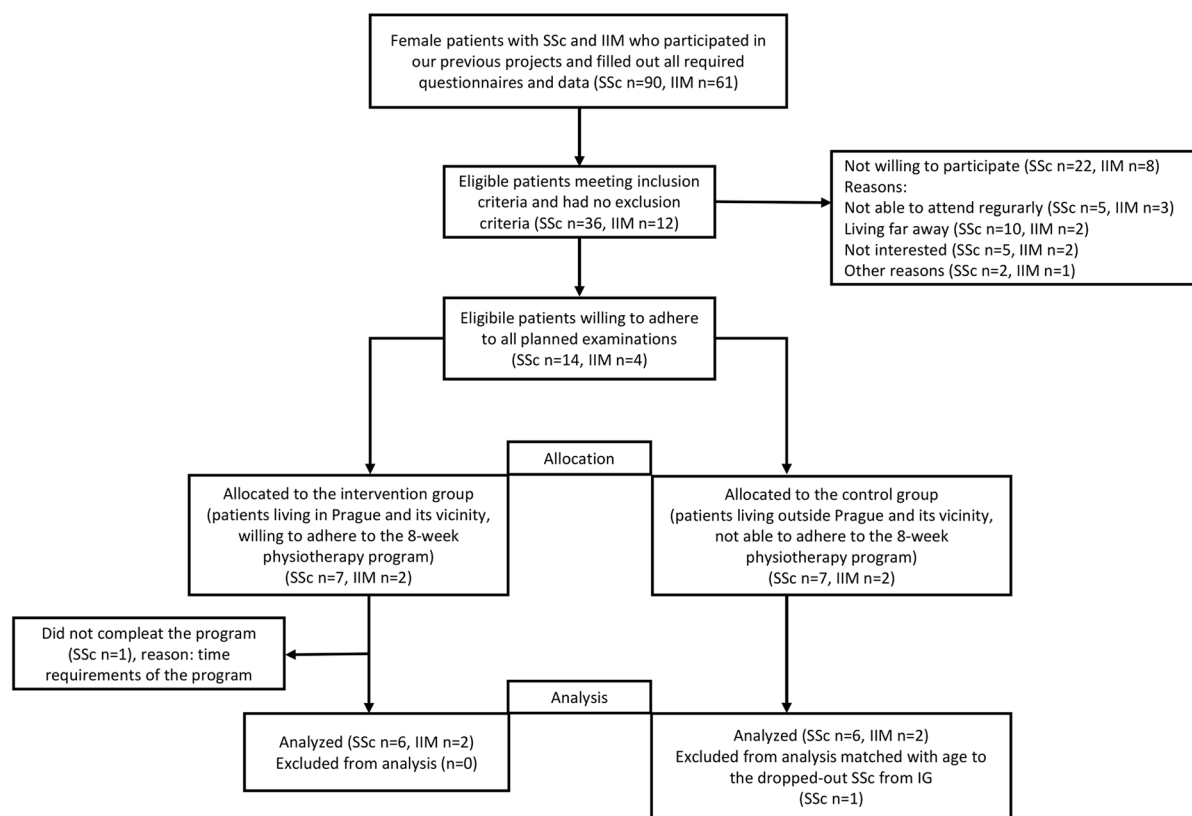 Female patients with SSc and IIM who participated in
our previous projects and filled out all required
questionnaires and data (SSc n=90, IIM n=61)
Eligible patients meeting inclusion
criteria and had no exclusion
criteria (SSc n=36, IIM n=12)
Not willing to participate (SSc n=22, IIM n=8)
Reasons:
Not able to attend regurarly (SSc n=5, IIM n=3)
Living far away (SSc n=10, IIM n=2)
Not interested (SSc n=5, IIM n=2)
Other reasons (SSc n=2, IIM n=1)
Eligibile patients willing to adhere
to all planned examinations
(SSc n=14, IIM n=4)
Allocation
Allocated to the intervention group
(patients living in Prague and its vicinity,
willing to adhere to the 8-week
physiotherapy program)
(SSc n=7, IIM n=2)
Allocated to the control group
(patients living outside Prague and its vicinity,
not able to adhere to the 8-week
physiotherapy program)
(SSc n=7, IIM n=2)
Did not compleat the program
(SSc n=1), reason: time
requirements of the program
Analysis
Analyzed (SSc n=6, IIM n=2)
Excluded from analysis (n=0)
Analyzed (SSc n=6, IIM n=2)
Excluded from analysis matched with age to
the dropped-out SSc from IG
(SSc n=1)